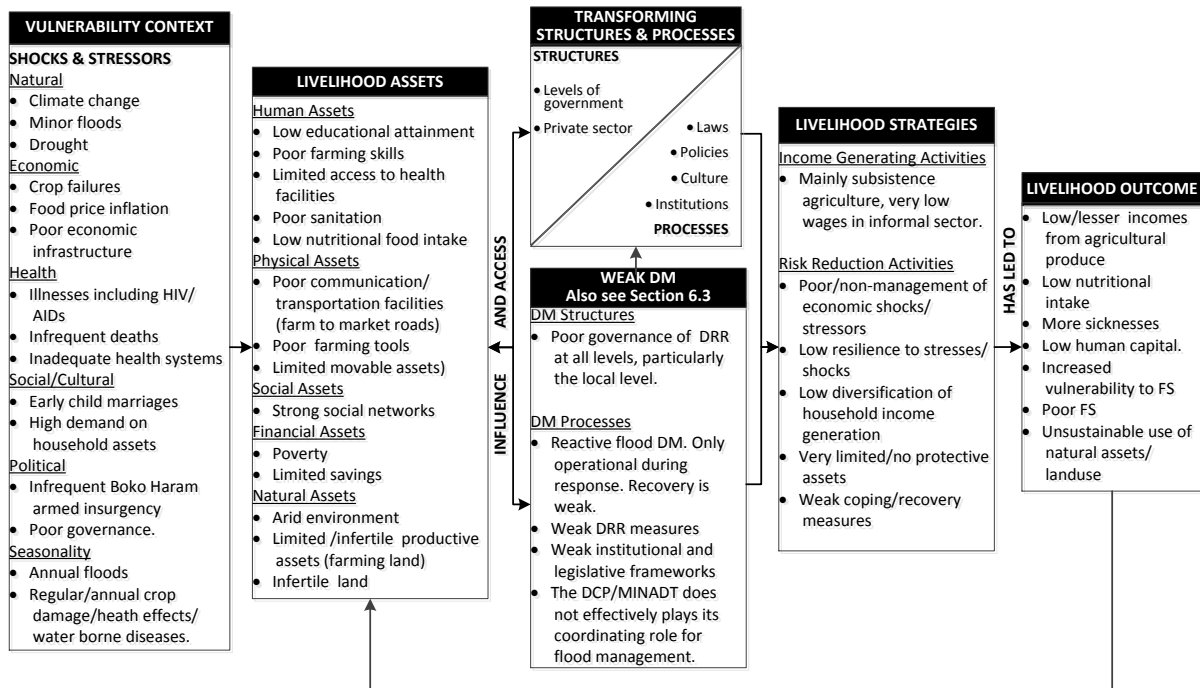 VULNERABILITY CONTEXT
SHOCKS & STRESSORS
Natural
• Climate change
• Minor floods
• Drought
Economic
• Crop failures
• Food price inflation
• Poor economic
infrastructure
Health
• Illnesses including HIV/
AIDs
• Infrequent deaths
• Inadequate health systems
Social/Cultural
• Early child marriages
• High demand on
household assets
Political
• Infrequent Boko Haram
armed insurgency
• Poor governance.
Seasonality
• Annual floods
• Regular/annual crop
damage/heath effects/
water borne diseases.
LIVELIHOOD ASSETS
Human Assets
• Low educational attainment
• Poor farming skills
• Limited access to health
facilities
• Poor sanitation
• Low nutritional food intake
Physical Assets
• Poor communication/
transportation facilities
(farm to market roads)
• Poor farming tools
• Limited movable assets)
Social Assets
• Strong social networks
Financial Assets
• Poverty
• Limited savings
Natural Assets
• Arid environment
• Limited /infertile productive
assets (farming land)
• Infertile land
INFLUENCE
AND ACCESS
TRANSFORMING
STRUCTURES & PROCESSES
STRUCTURES
• Levels of
government
• Private sector
• Laws
• Policies
• Culture
• Institutions
PROCESSES
WEAK DM
Also see Section 6.3
DM Structures
• Poor governance of DRR
at all levels, particularly
the local level.
DM Processes
• Reactive flood DM. Only
operational during
response. Recovery is
weak.
• Weak DRR measures
• Weak institutional and
legislative frameworks
• The DCP/MINADT does
not effectively plays its
coordinating role for
flood management.
LIVELIHOOD STRATEGIES
Income Generating Activities
• Mainly subsistence
agriculture, very low
wages in informal sector.
Risk Reduction Activities
• Poor/non-management of
economic shocks/
stressors
• Low resilience to stresses/
shocks
• Low diversification of
household income
generation
• Very limited/no protective
assets
• Weak coping/recovery
measures
HAS LED TO
LIVELIHOOD OUTCOME
• Low/lesser incomes
from agricultural
produce
• Low nutritional
intake
• More sicknesses
• Low human capital.
• Increased
vulnerability to FS
• Poor FS
• Unsustainable use of
natural assets/
landuse